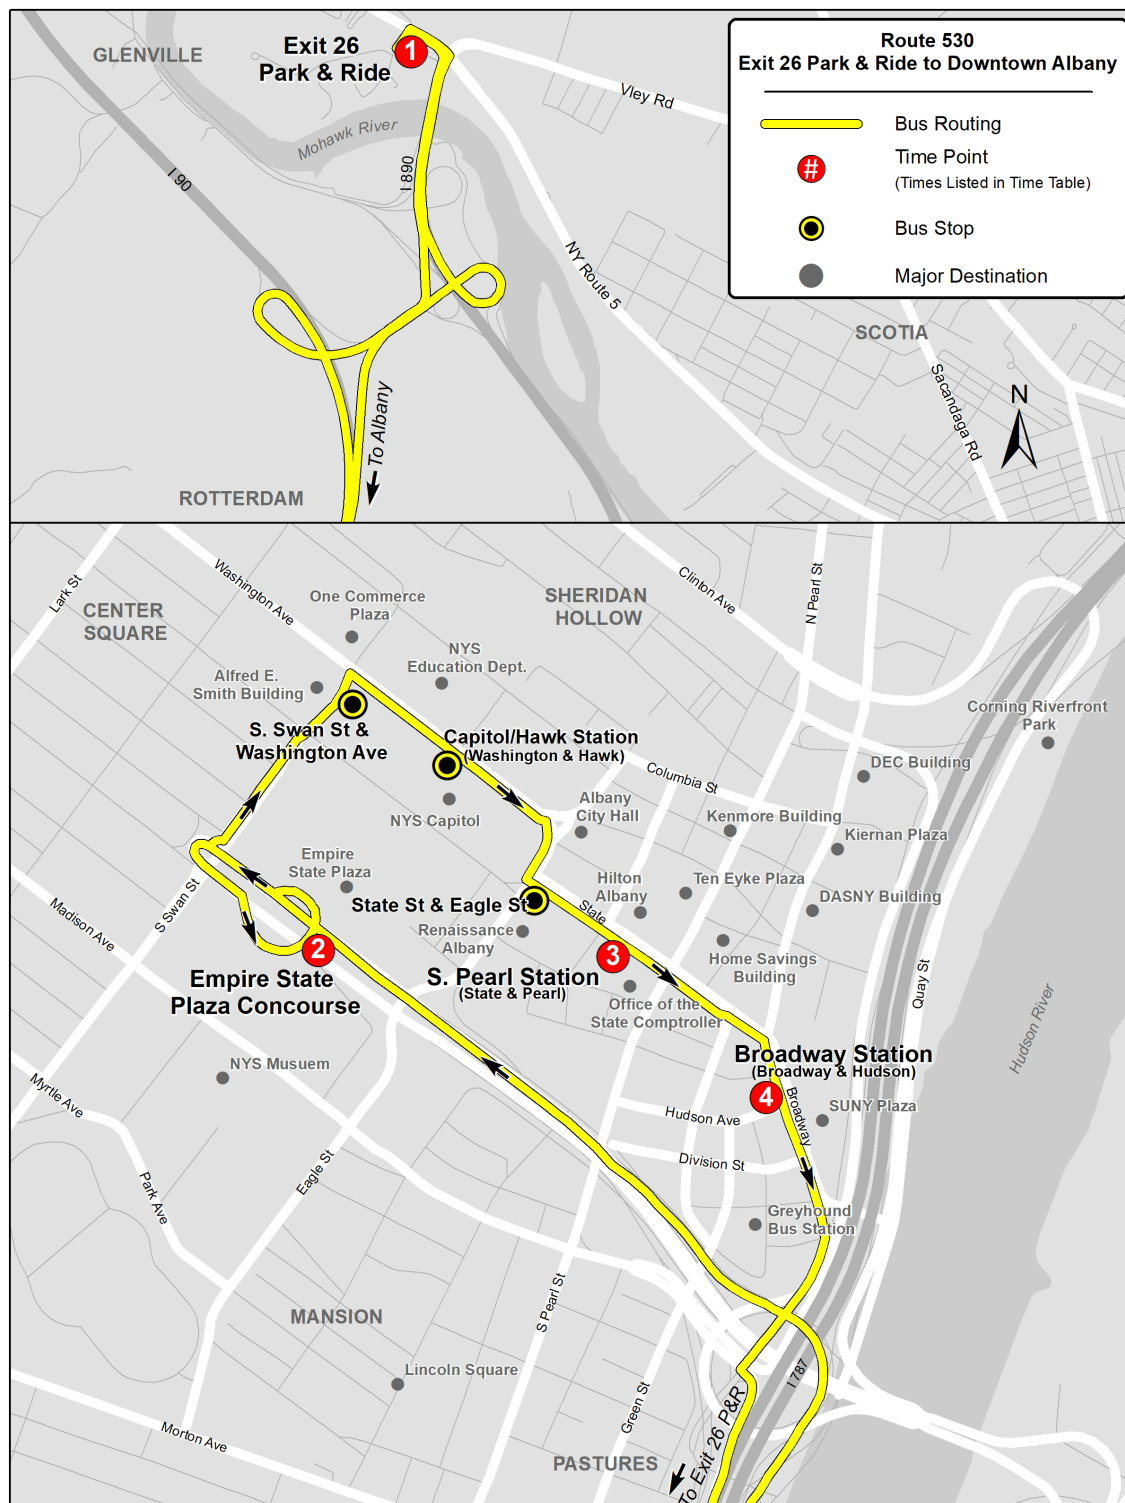 GLENVILLE
Exit 26
Park & Ride
1
Vley Rd
Mohawk River
I 890
I 90
NY Route 5
SCOTIA
Sacandaga Rd
N
To Albany
ROTTERDAM
Route 530
Exit 26 Park & Ride to Downtown Albany
Bus Routing
#
Time Point
(Times Listed in Time Table)
Bus Stop
Major Destination
Lark St
CENTER
SQUARE
Washington Ave
One Commerce
Plaza
SHERIDAN
HOLLOW
Clinton Ave
N Pearl St
NYS
Education Dept.
Alfred E.
Smith Building
S. Swan St &
Washington Ave
Capitol/Hawk Station
(Washington & Hawk)
Corning Riverfront
Park
DEC Building
Columbia St
NYS Capitol
Albany
City Hall
Kenmore Building
Kiernan Plaza
Empire
State Plaza
Hilton
Albany
Ten Eyke Plaza
DASNY Building
State St & Eagle St
State
S Swan St
Madison Ave
Renaissance
Albany
2
3
Home Savings
Building
Empire State
Plaza Concourse
S. Pearl Station
(State & Pearl)
Office of the
State Comptroller
Quay St
Hudson River
NYS Musuem
Broadway Station
(Broadway & Hudson)
4
Myrtle Ave
Hudson Ave
Broadway
SUNY Plaza
Division St
Park Ave
Eagle St
Greyhound
Bus Station
S Pearl St
MANSION
Lincoln Square
I 787
Green St
To Exit 26 P&R
Morton Ave
PASTURES